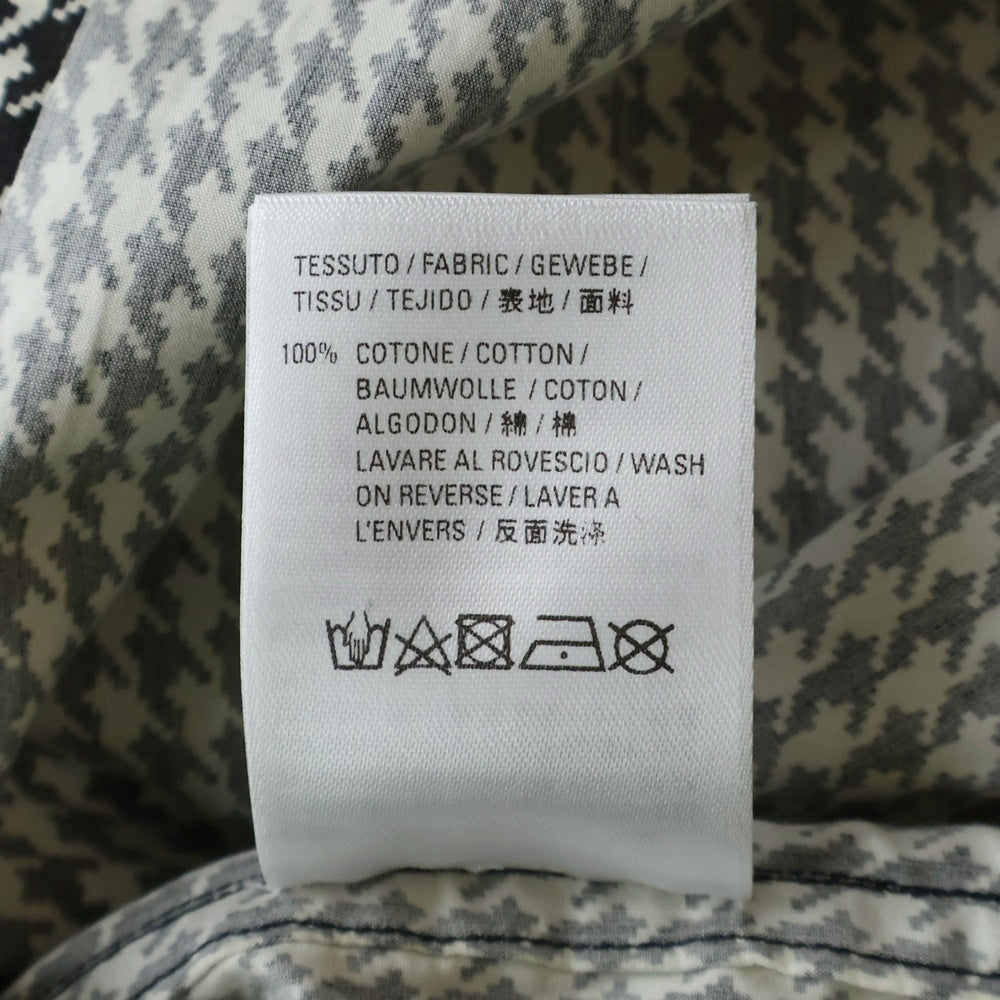 TESSUTO / FABRIC / GEWEBE /
TISSU / TEJIDO / 表地 / 面料
100% COTONE / COTTON /
BAUMWOLLE / COTON /
ALGODON / 綿 / 棉
LAVARE AL ROVESCIO / WASH
ON REVERSE / LAVER A
L'ENVERS / 反面洗涤